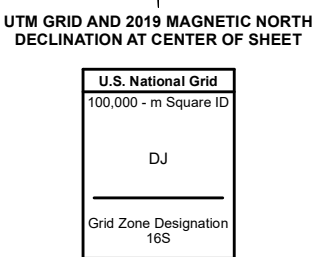 UTM GRID AND 2019 MAGNETIC NORTH
DECLINATION AT CENTER OF SHEET
U.S. National Grid
100,000 - m Square ID
DJ
Grid Zone Designation
16S